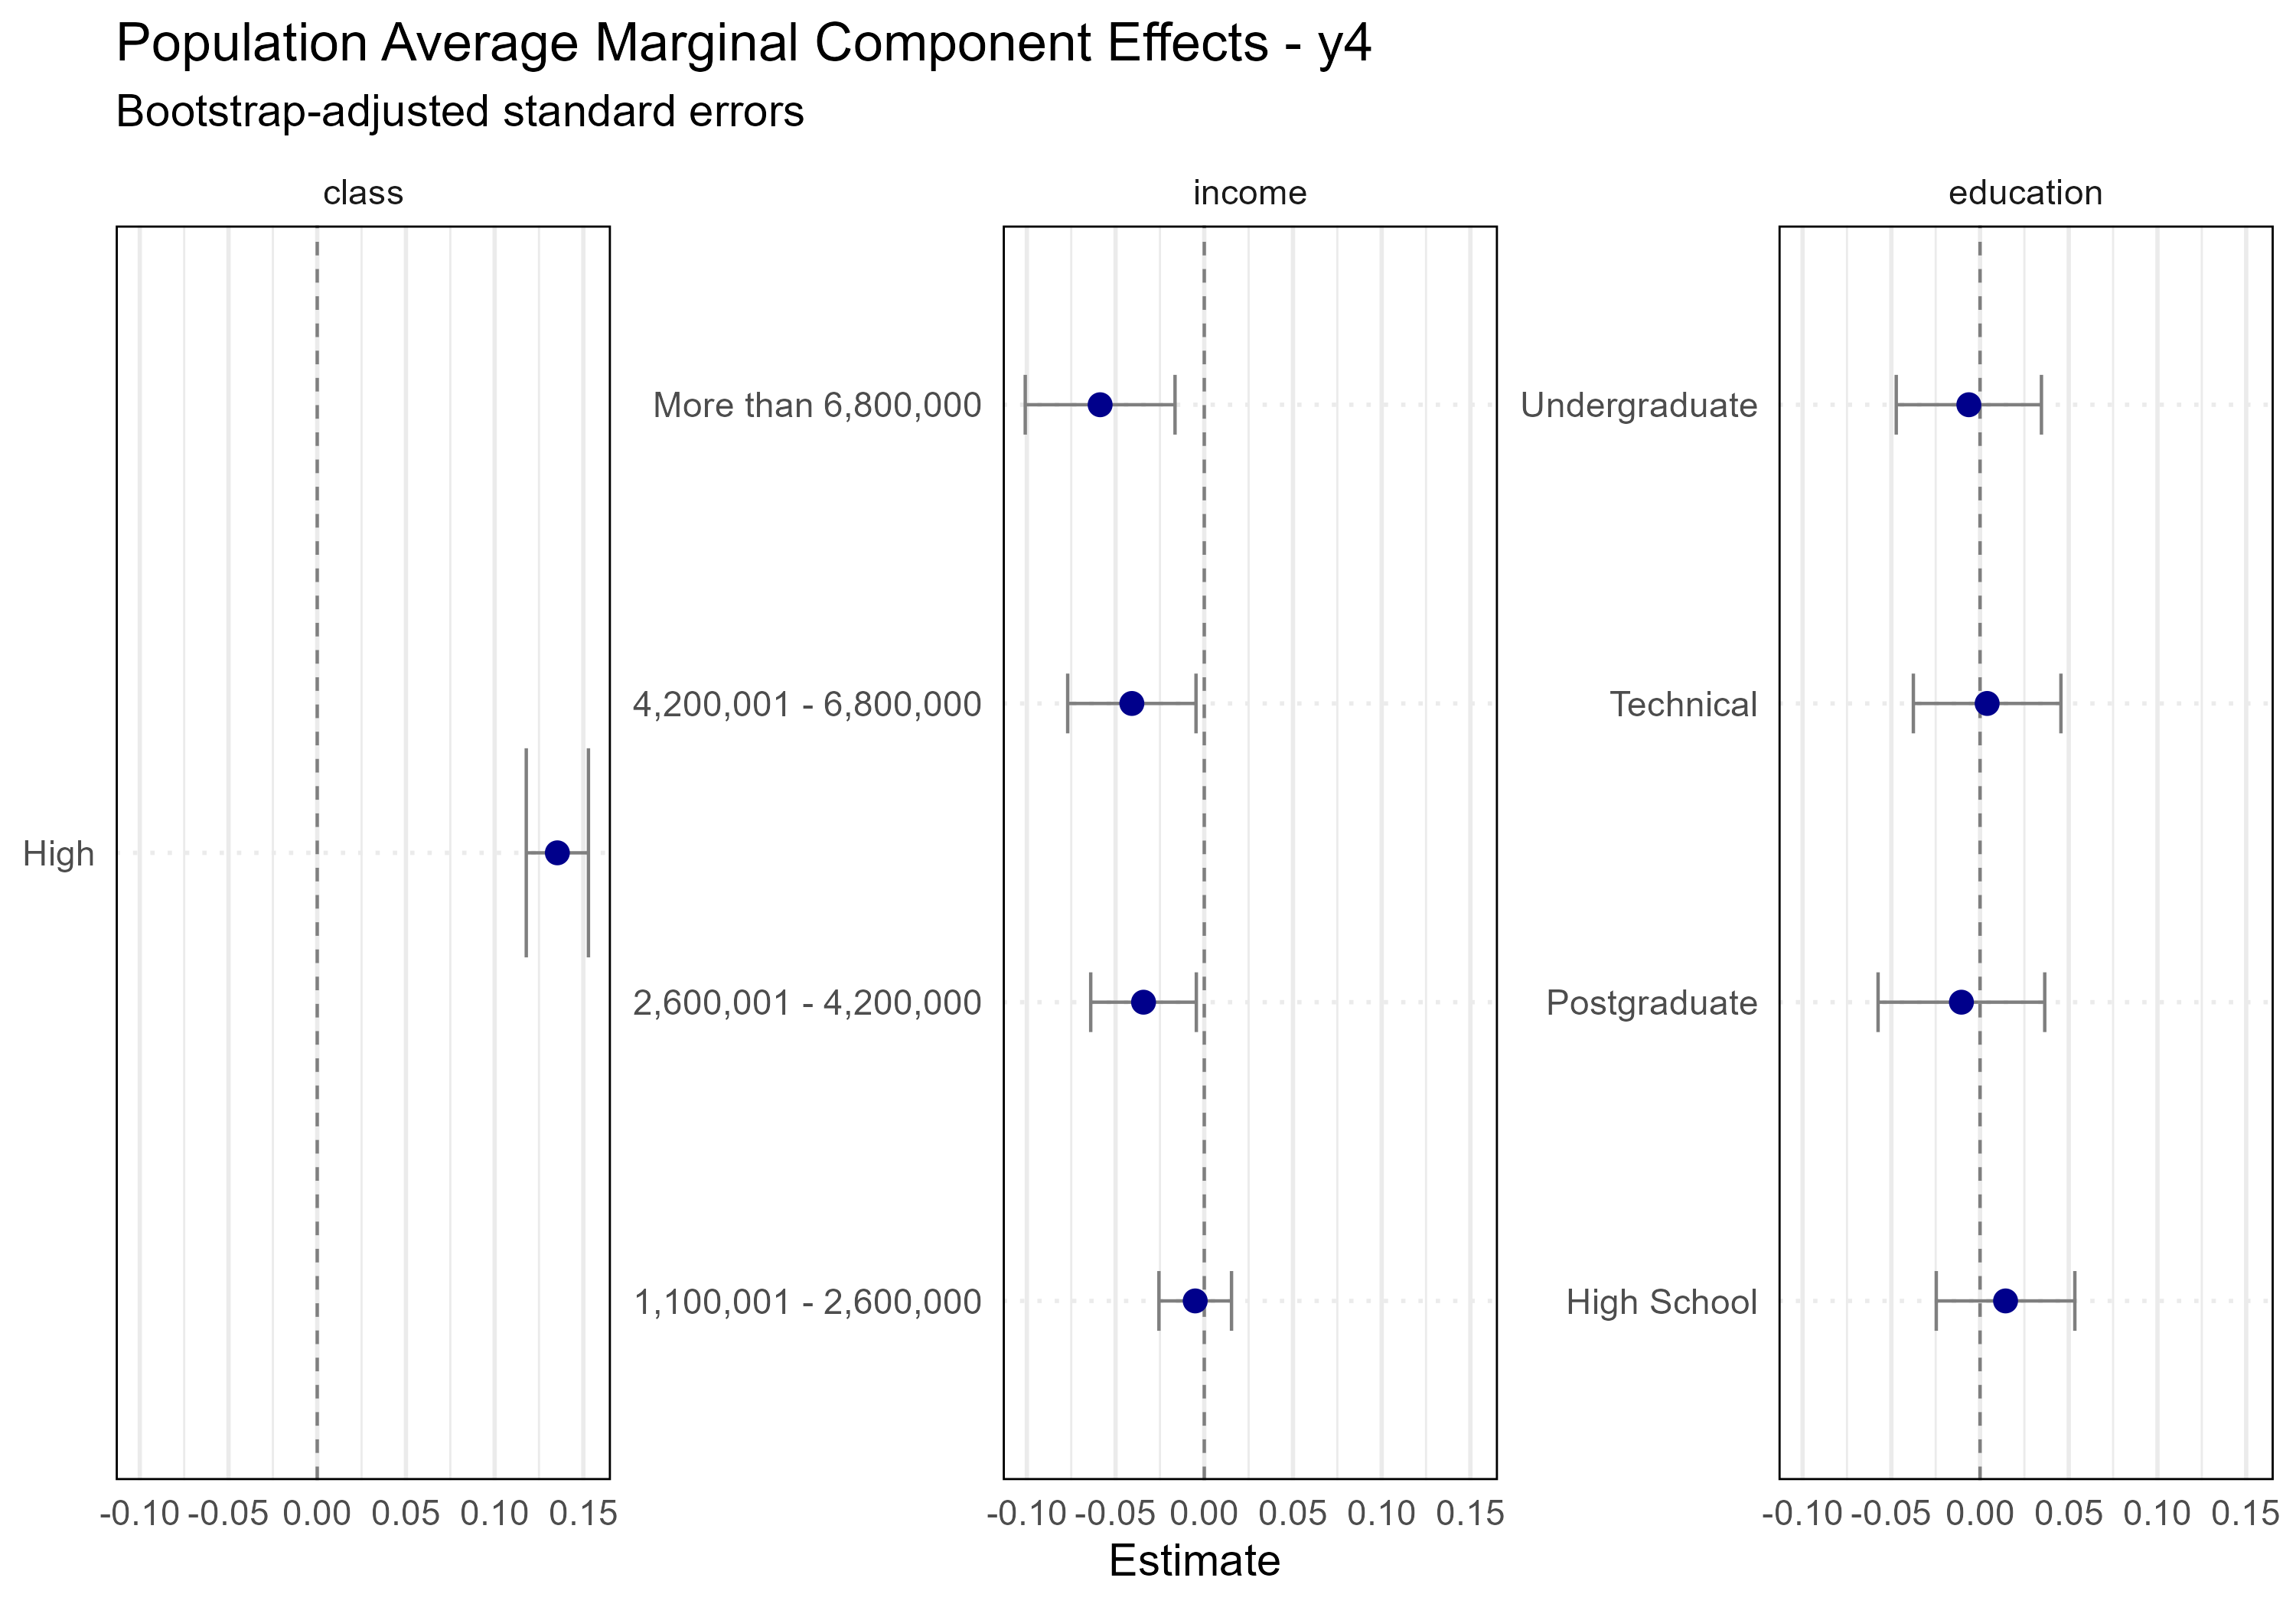 Population Average Marginal Component Effects - y4
Bootstrap-adjusted standard errors
class
High
-0.10 -0.05 0.00 0.05 0.10 0.15
income
More than 6,800,000
4,200,001 - 6,800,000
2,600,001 - 4,200,000
1,100,001 - 2,600,000
-0.10 -0.05 0.00 0.05 0.10 0.15
education
Undergraduate
Technical
Postgraduate
High School
-0.10 -0.05 0.00 0.05 0.10 0.15
Estimate